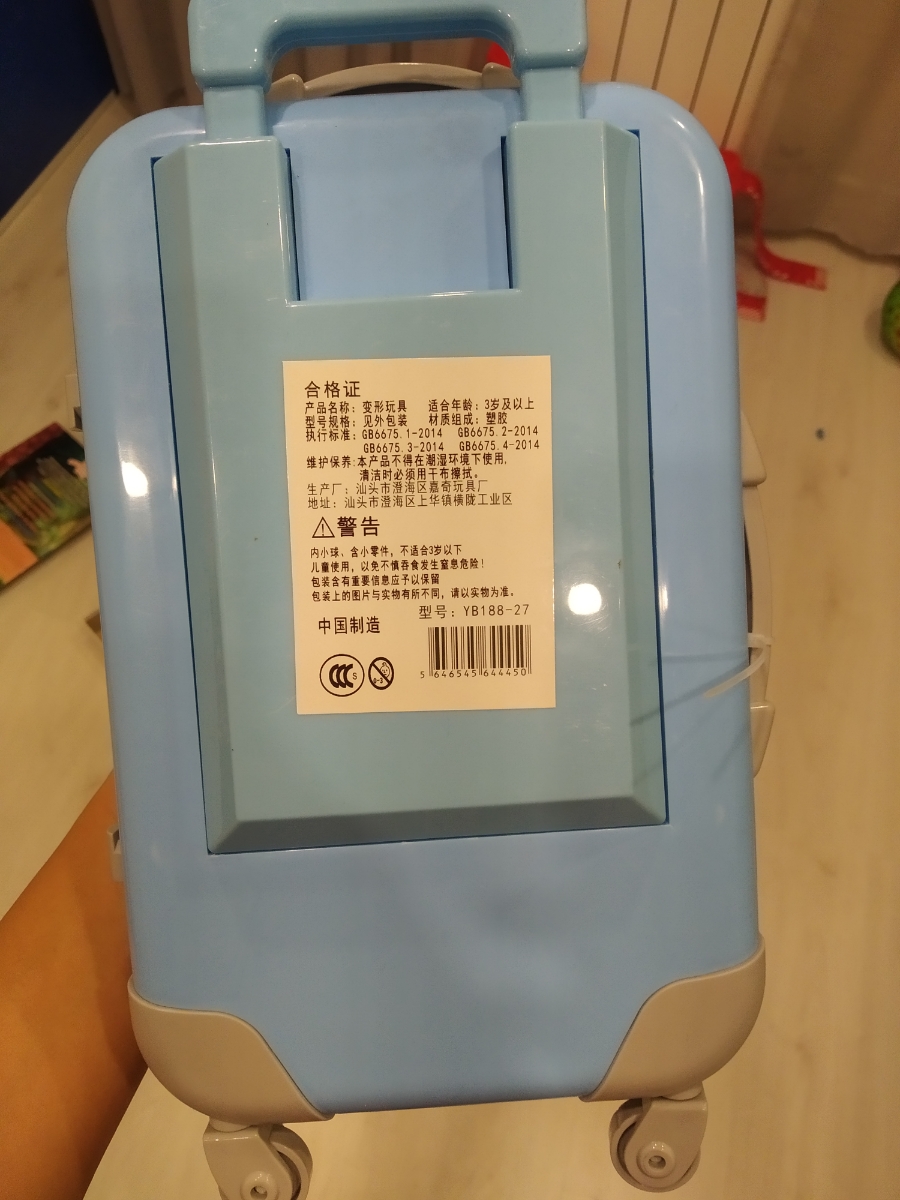 合格证
产品名称：变形玩具 适合年龄：3岁及以上
型号规格：见外包装 材质组成：塑胶
执行标准：GB6675.1-2014 GB6675.2-2014
GB6675.3-2014 GB6675.4-2014
维护保养：本产品不得在潮湿环境下使用，
清洁时必须用干布擦拭。
生产厂：汕头市澄海区嘉奇玩具厂
地址：汕头市澄海区上华镇横陇工业区
⚠警告
内小球、含小零件，不适合3岁以下
儿童使用，以免不慎吞食发生窒息危险！
包装含有重要信息应予以保留
包装上的图片与实物有所不同，请以实物为准。
型号：YB188-27
中国制造
CCC S
0-3
5 646545 644450